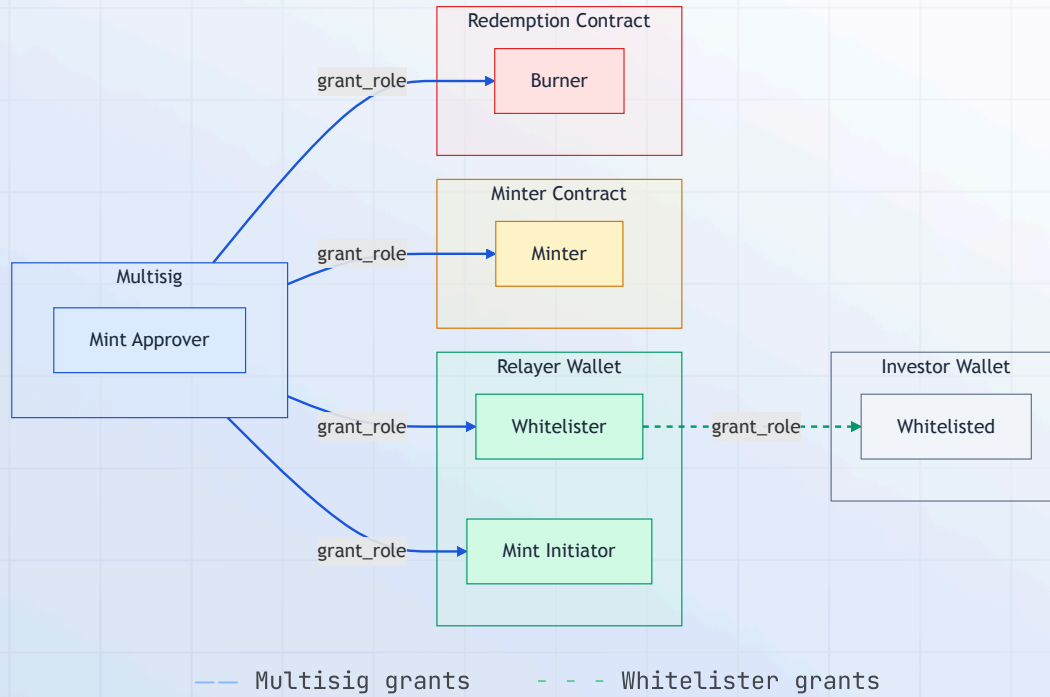 Redemption Contract
grant_role
Burner
Minter Contract
grant_role
Minter
Multisig
Mint Approver
Relayer Wallet
Investor Wallet
grant_role
Whitelister
grant_role
Whitelisted
grant_role
Mint Initiator
Multisig grants
Whitelister grants